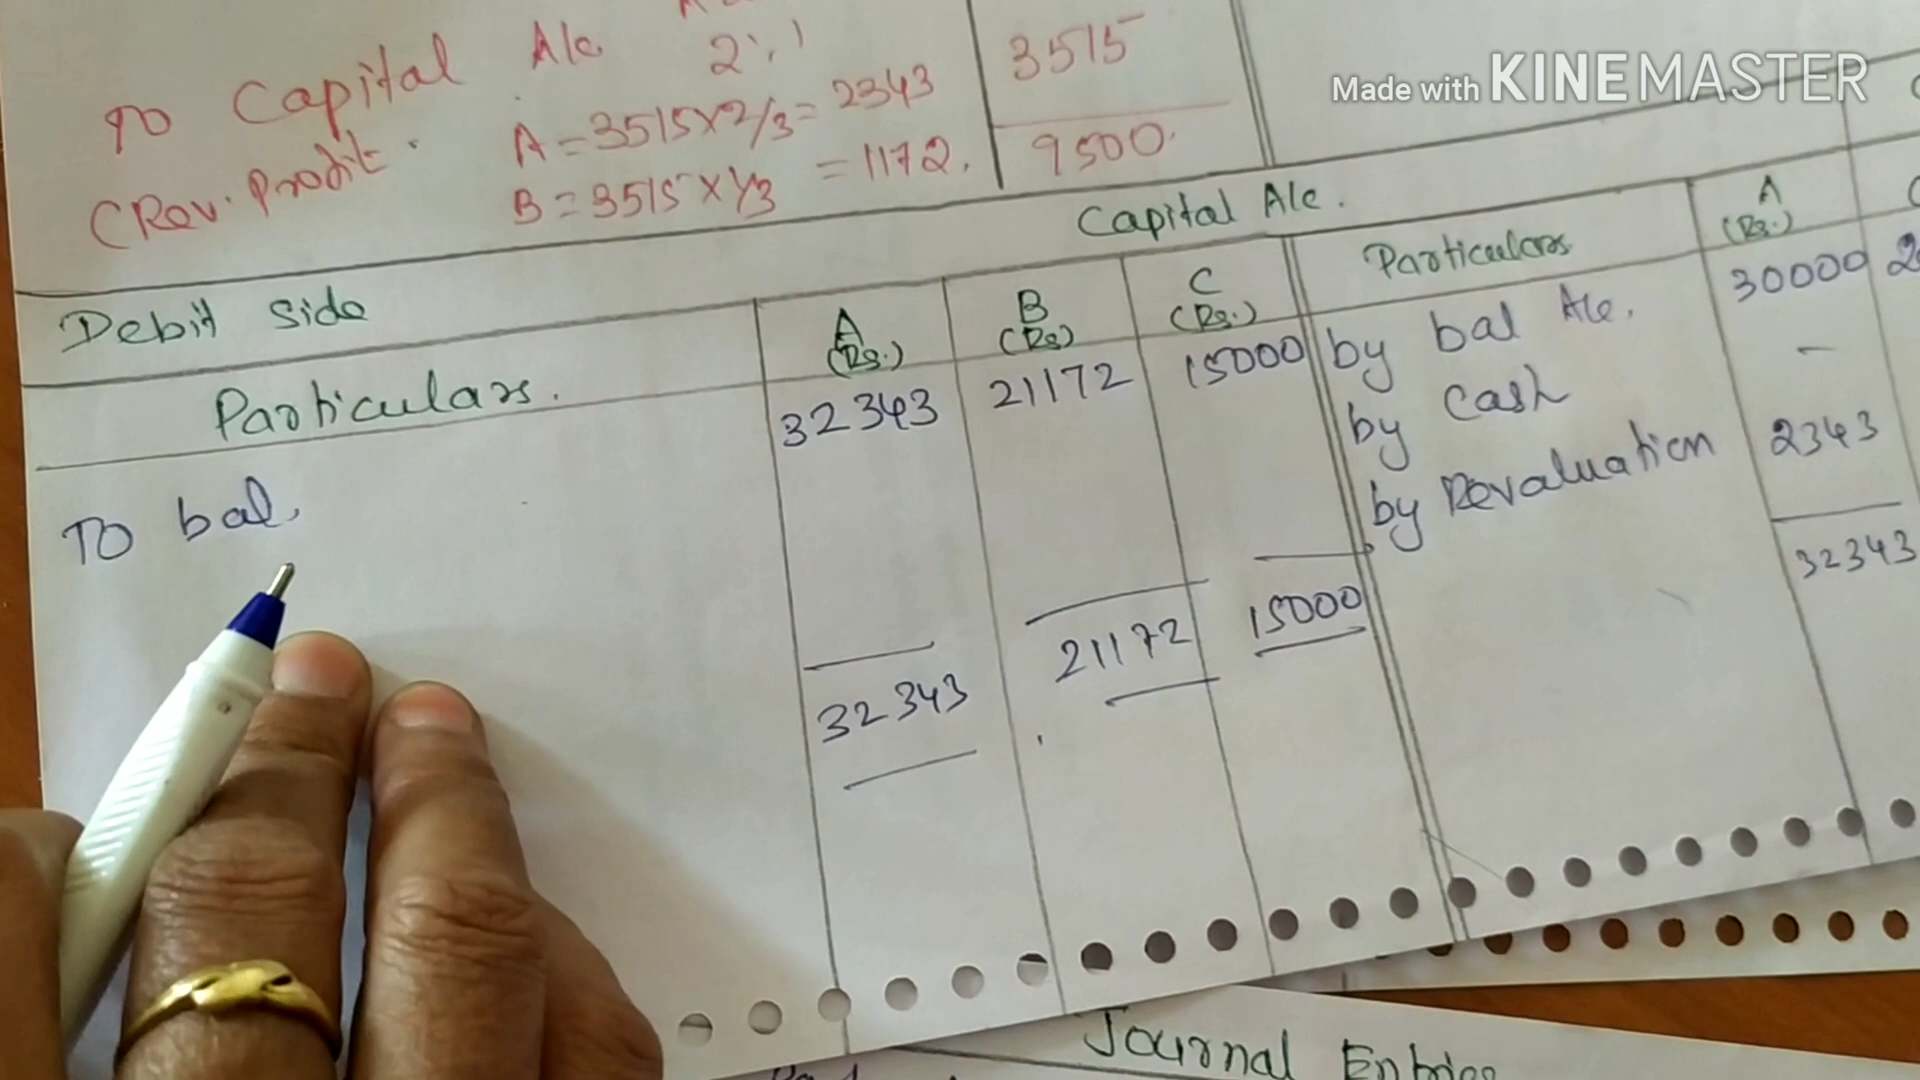 Made with KINEMASTER
To Capital A/c 2:1 3515
(Rev. Profit. A = 3515 x 2/3 = 2343
B = 3515 x 1/3 = 1172. 9500.
Capital A/c.
Debit Side
Particulars. A (Rs.) B (Rs) C (Rs.) Particulars A (Rs.)
To bal. 32343 21172 15000 by bal A/c. 30000
by Cash -
by Revaluation 2343
32343 21172 15000 32343
Journal Entries